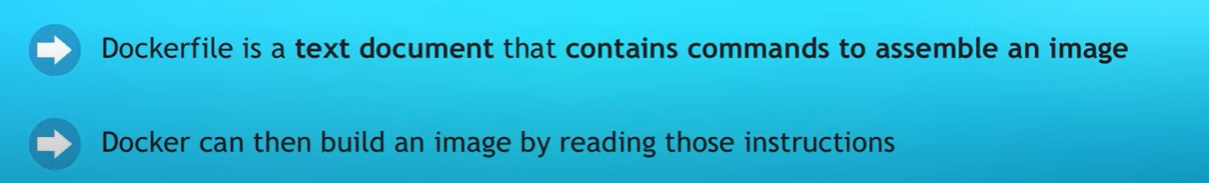 Dockerfile is a text document that contains commands to assemble an image
Docker can then build an image by reading those instructions